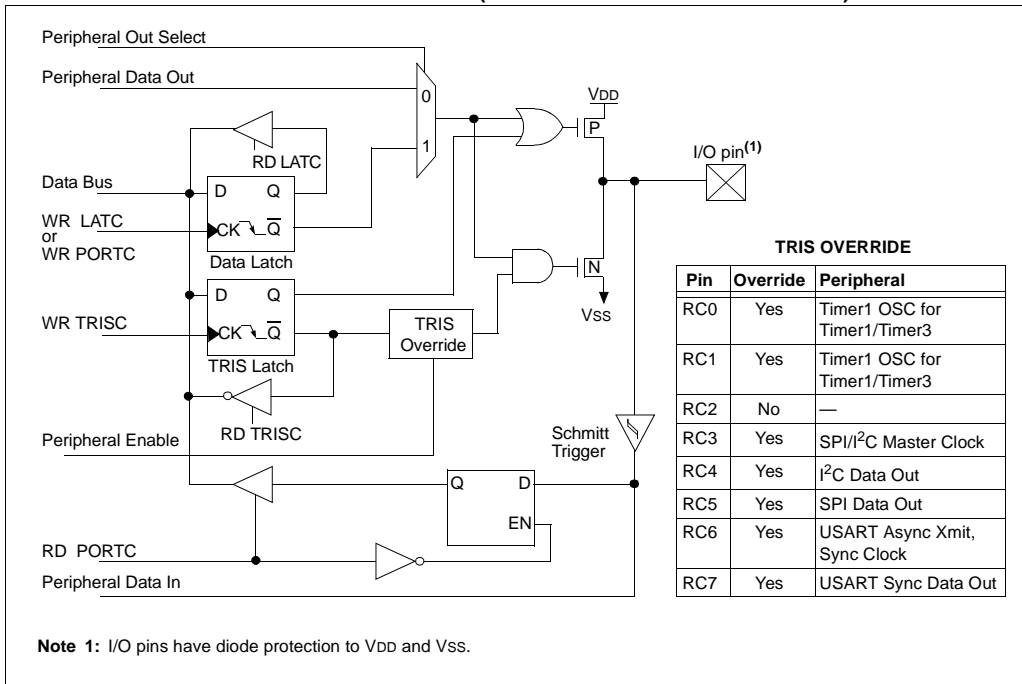 Peripheral Out Select
Peripheral Data Out
0
1
VDD
P
I/O pin(1)
RD LATC
Data Bus
D Q
WR LATC
or
WR PORTC
CK Q̅
Data Latch
D Q
WR TRISC
CK Q̅
TRIS Latch
TRIS
Override
N
VSS
RD TRISC
Peripheral Enable
Schmitt
Trigger
Q D
EN
RD PORTC
Peripheral Data In
TRIS OVERRIDE
Pin Override Peripheral
RC0 Yes Timer1 OSC for
Timer1/Timer3
RC1 Yes Timer1 OSC for
Timer1/Timer3
RC2 No —
RC3 Yes SPI/I2C Master Clock
RC4 Yes I2C Data Out
RC5 Yes SPI Data Out
RC6 Yes USART Async Xmit,
Sync Clock
RC7 Yes USART Sync Data Out
Note 1: I/O pins have diode protection to VDD and VSS.